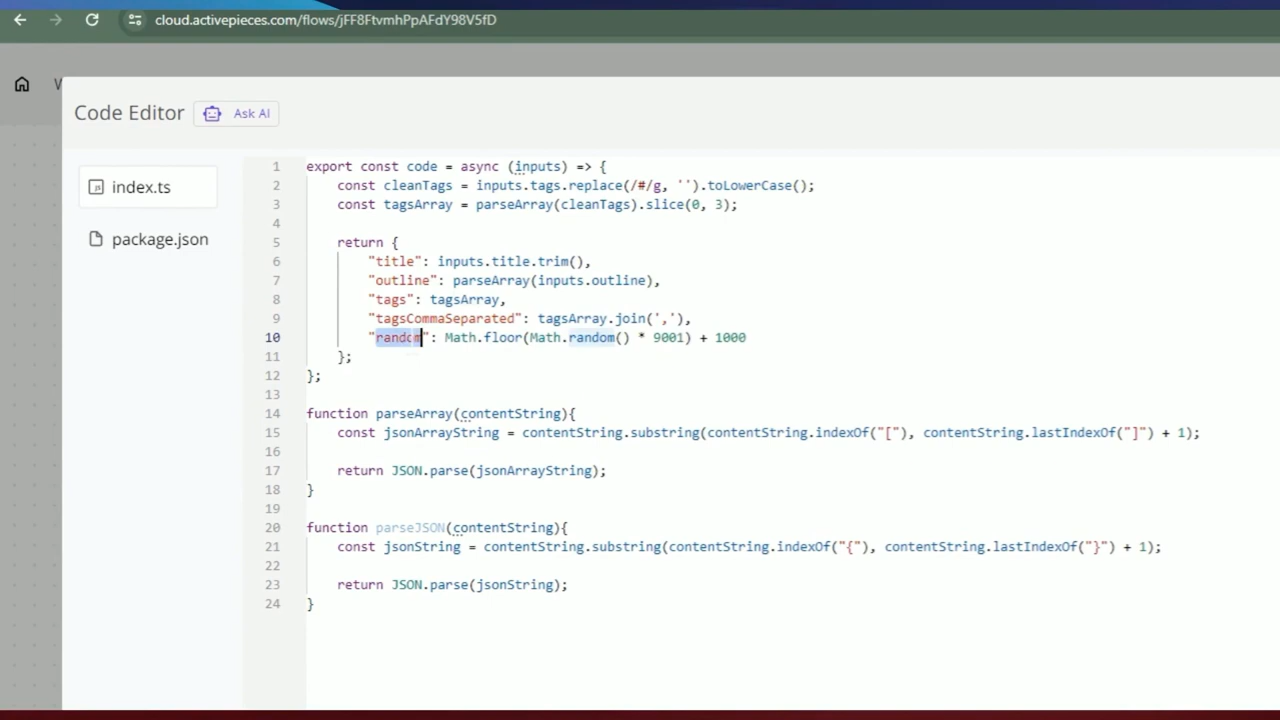 cloud.activepieces.com/flows/jFF8FtvmhPpAFdY98V5fD
Code Editor
Ask AI
index.ts
package.json
1 export const code = async (inputs) => {
2 const cleanTags = inputs.tags.replace(/#/g, '').toLowerCase();
3 const tagsArray = parseArray(cleanTags).slice(0, 3);
4
5 return {
6 "title": inputs.title.trim(),
7 "outline": parseArray(inputs.outline),
8 "tags": tagsArray,
9 "tagsCommaSeparated": tagsArray.join(','),
10 "random": Math.floor(Math.random() * 9001) + 1000
11 };
12 };
13
14 function parseArray(contentString){
15 const jsonArrayString = contentString.substring(contentString.indexOf("["), contentString.lastIndexOf("]") + 1);
16
17 return JSON.parse(jsonArrayString);
18 }
19
20 function parseJSON(contentString){
21 const jsonString = contentString.substring(contentString.indexOf("{"), contentString.lastIndexOf("}") + 1);
22
23 return JSON.parse(jsonString);
24 }